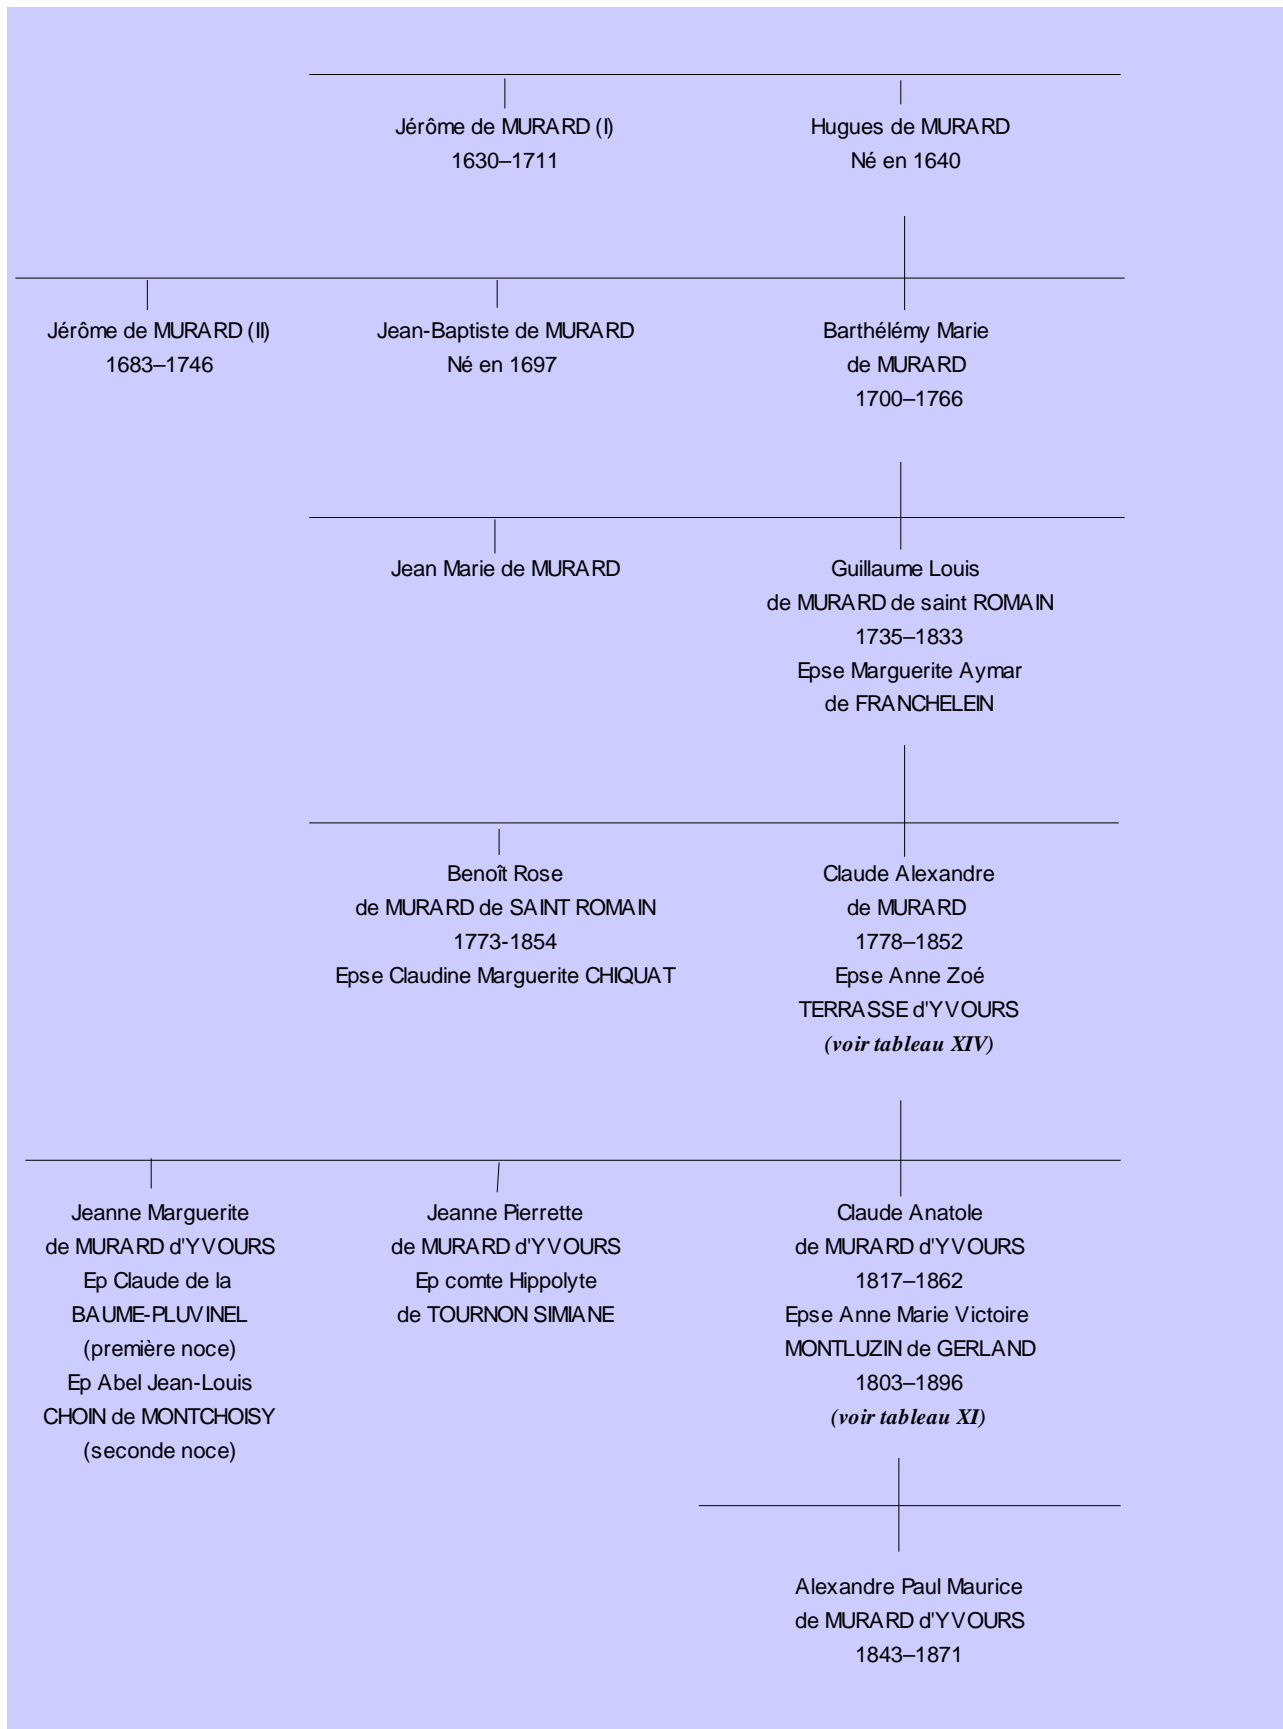 Jérôme de MURARD (I)
1630–1711
Hugues de MURARD
Né en 1640
Jérôme de MURARD (II)
1683–1746
Jean-Baptiste de MURARD
Né en 1697
Barthélémy Marie
de MURARD
1700–1766
Jean Marie de MURARD
Guillaume Louis
de MURARD de saint ROMAIN
1735–1833
Epse Marguerite Aymar
de FRANCHELEIN
Benoît Rose
de MURARD de SAINT ROMAIN
1773-1854
Epse Claudine Marguerite CHIQUAT
Claude Alexandre
de MURARD
1778–1852
Epse Anne Zoé
TERRASSE d'YVOURS
(voir tableau XIV)
Jeanne Marguerite
de MURARD d'YVOURS
Ep Claude de la
BAUME-PLUVINEL
(première noce)
Ep Abel Jean-Louis
CHOIN de MONTCHOISY
(seconde noce)
Jeanne Pierrette
de MURARD d'YVOURS
Ep comte Hippolyte
de TOURNON SIMIANE
Claude Anatole
de MURARD d'YVOURS
1817–1862
Epse Anne Marie Victoire
MONTLUZIN de GERLAND
1803–1896
(voir tableau XI)
Alexandre Paul Maurice
de MURARD d'YVOURS
1843–1871